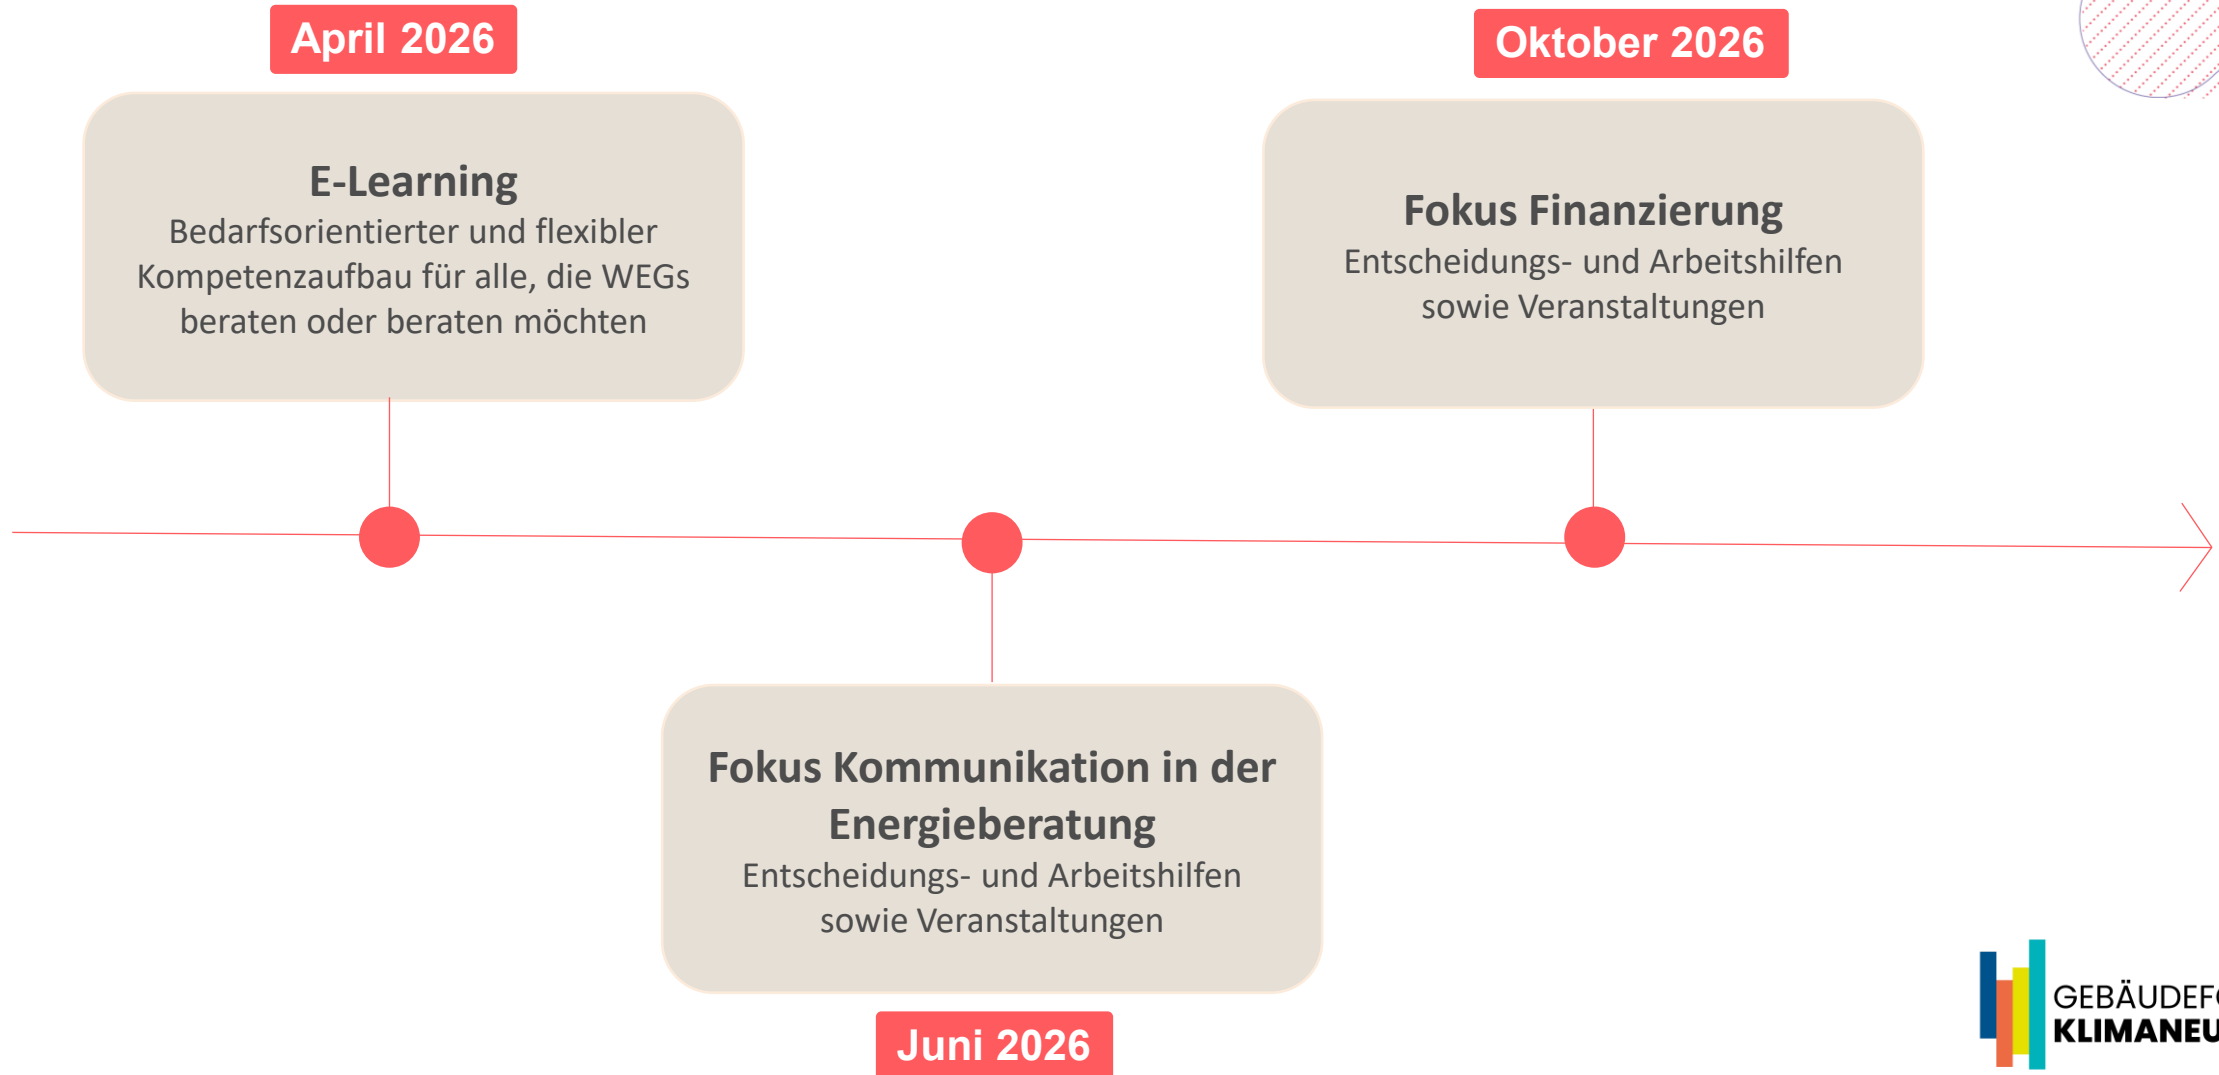 April 2026
E-Learning
Bedarfsorientierter und flexibler
Kompetenzaufbau für alle, die WEGs
beraten oder beraten möchten
Oktober 2026
Fokus Finanzierung
Entscheidungs- und Arbeitshilfen
sowie Veranstaltungen
Fokus Kommunikation in der
Energieberatung
Entscheidungs- und Arbeitshilfen
sowie Veranstaltungen
Juni 2026